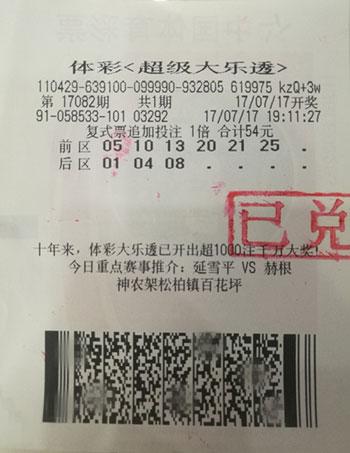 体彩<超级大乐透>
110429-639100-099990-932805 619975 kzQ+3w
第 17082期 共1期 17/07/17开奖
91-058533-101 03292 17/07/17 19:11:27
复式票追加投注 1倍 合计54元
前区 05 10 13 20 21 25 .
后区 01 04 08 . . . .
已兑
十年来，体彩大乐透已开出超1000注千万大奖!
今日重点赛事推介：延雪平 VS 赫根
神农架松柏镇百花坪